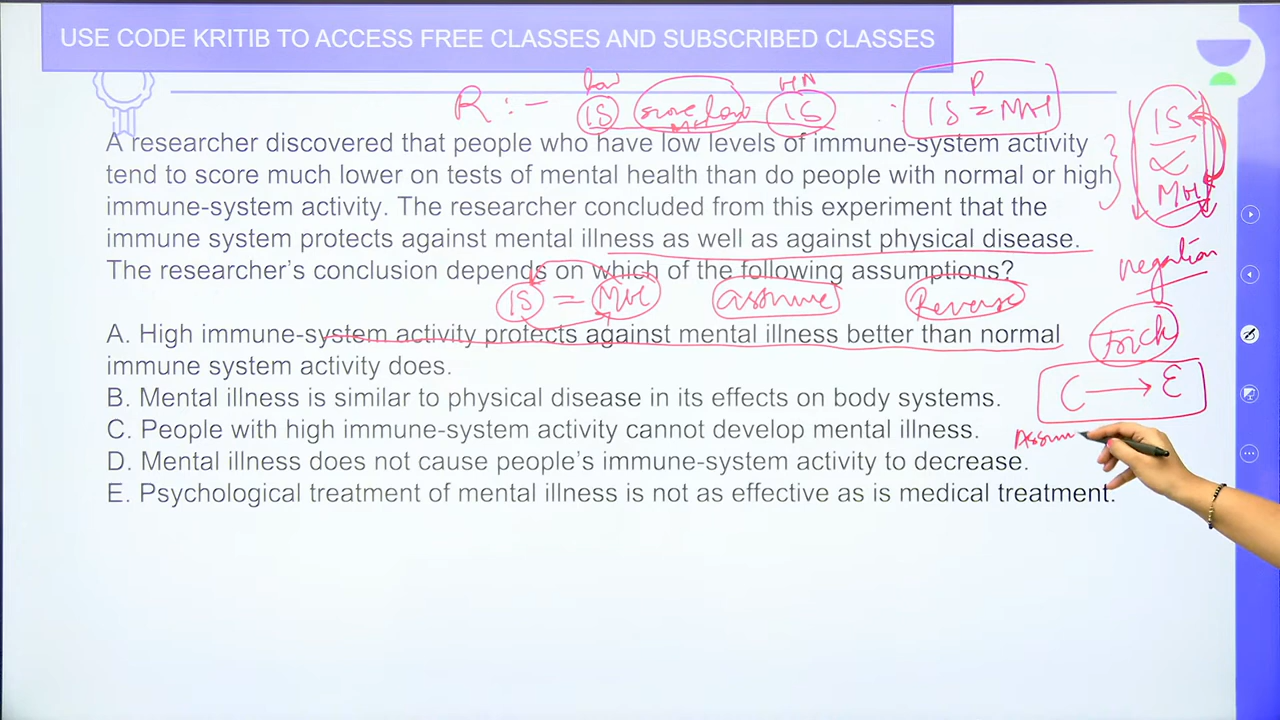 USE CODE KRITIB TO ACCESS FREE CLASSES AND SUBSCRIBED CLASSES
low HN P
R :- IS score low IS ∴ IS = MH
IS
∝
MH
A researcher discovered that people who have low levels of immune-system activity
tend to score much lower on tests of mental health than do people with normal or high
immune-system activity. The researcher concluded from this experiment that the
immune system protects against mental illness as well as against physical disease.
The researcher's conclusion depends on which of the following assumptions?
negation
IS = MH assume Reverse
A. High immune-system activity protects against mental illness better than normal
immune system activity does.
Trick
C → E
B. Mental illness is similar to physical disease in its effects on body systems.
C. People with high immune-system activity cannot develop mental illness.
Assum
D. Mental illness does not cause people's immune-system activity to decrease.
E. Psychological treatment of mental illness is not as effective as is medical treatment.